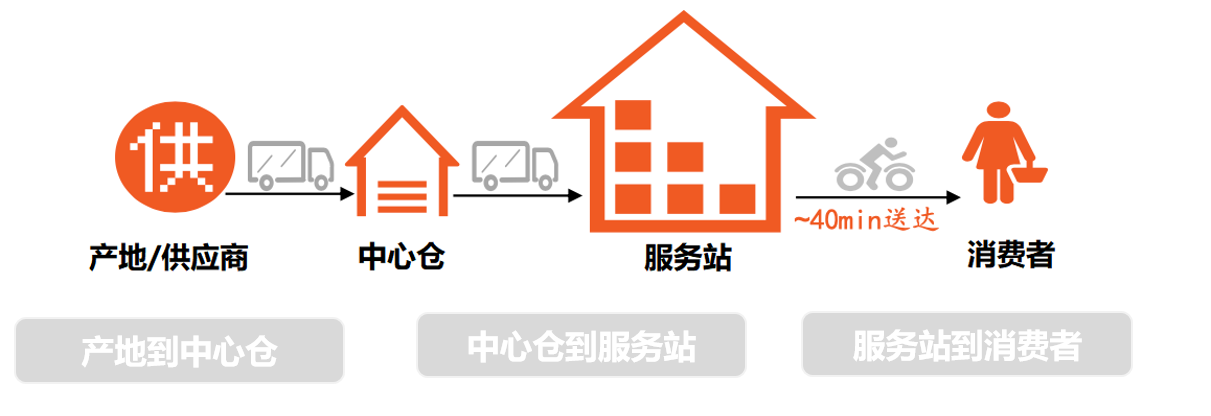 供
~40min送达
产地/供应商
中心仓
服务站
消费者
产地到中心仓
中心仓到服务站
服务站到消费者